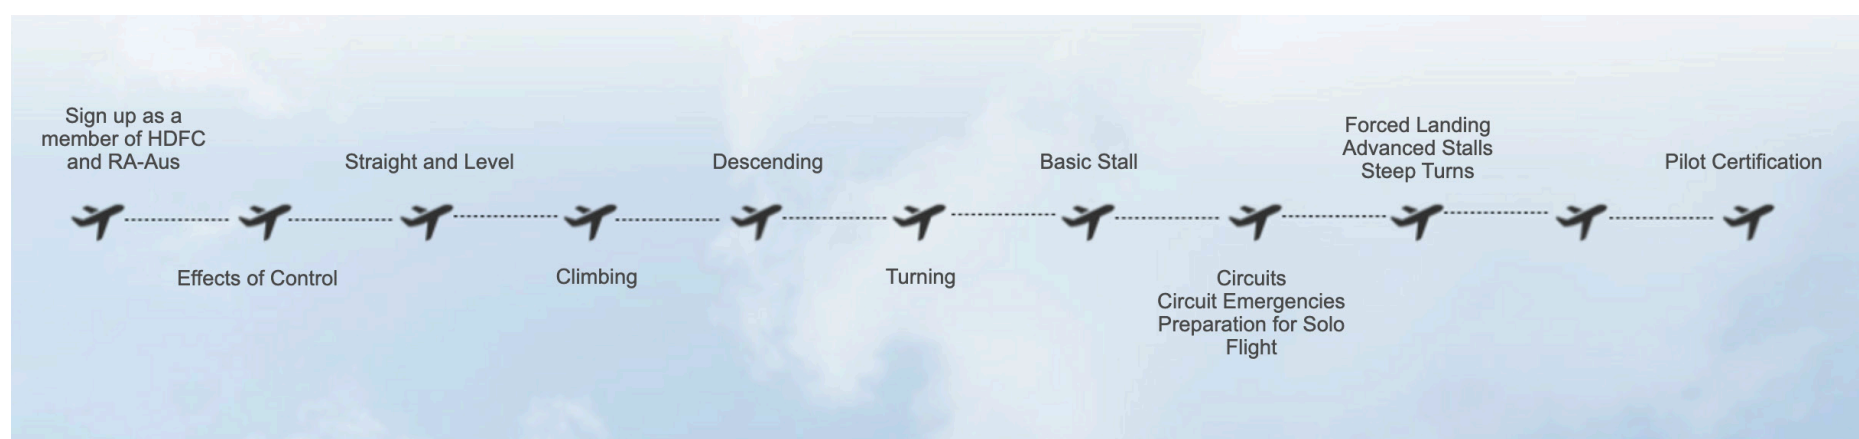 Sign up as a
member of HDFC
and RA-Aus
Effects of Control
Straight and Level
Climbing
Descending
Turning
Basic Stall
Circuits
Circuit Emergencies
Preparation for Solo
Flight
Forced Landing
Advanced Stalls
Steep Turns
Pilot Certification